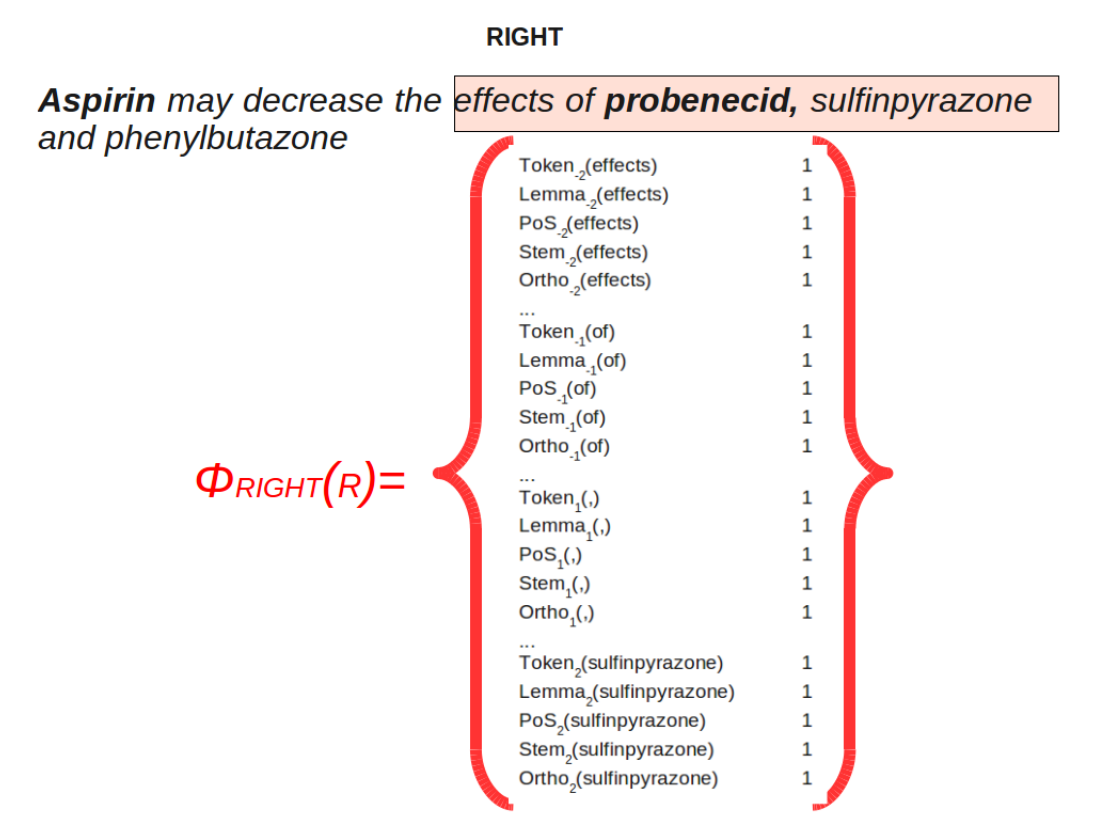 RIGHT
Aspirin may decrease the effects of probenecid, sulfinpyrazone
and phenylbutazone
Token-2(effects) 1
Lemma-2(effects) 1
PoS-2(effects) 1
Stem-2(effects) 1
Ortho-2(effects) 1
...
Token-1(of) 1
Lemma-1(of) 1
PoS-1(of) 1
Stem-1(of) 1
Ortho-1(of) 1
ΦRIGHT(R)=
...
Token1(,) 1
Lemma1(,) 1
PoS1(,) 1
Stem1(,) 1
Ortho1(,) 1
...
Token2(sulfinpyrazone) 1
Lemma2(sulfinpyrazone) 1
PoS2(sulfinpyrazone) 1
Stem2(sulfinpyrazone) 1
Ortho2(sulfinpyrazone) 1